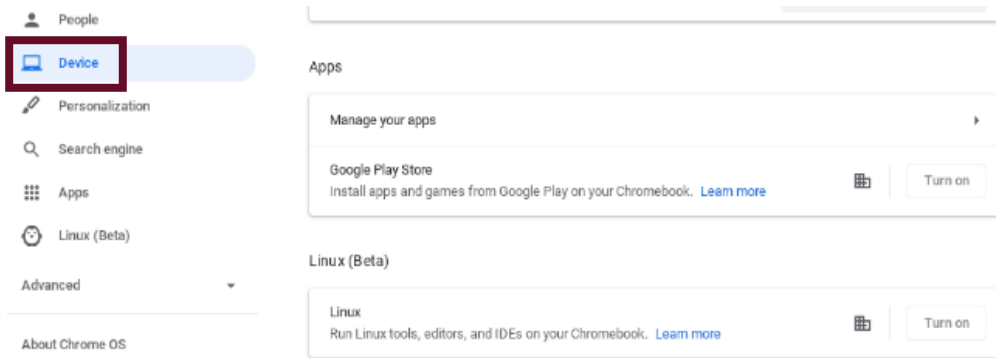 People
Device
Personalization
Search engine
Apps
Linux (Beta)
Advanced
About Chrome OS
Apps
Manage your apps
Google Play Store
Install apps and games from Google Play on your Chromebook. Learn more
Turn on
Linux (Beta)
Linux
Run Linux tools, editors, and IDEs on your Chromebook. Learn more
Turn on